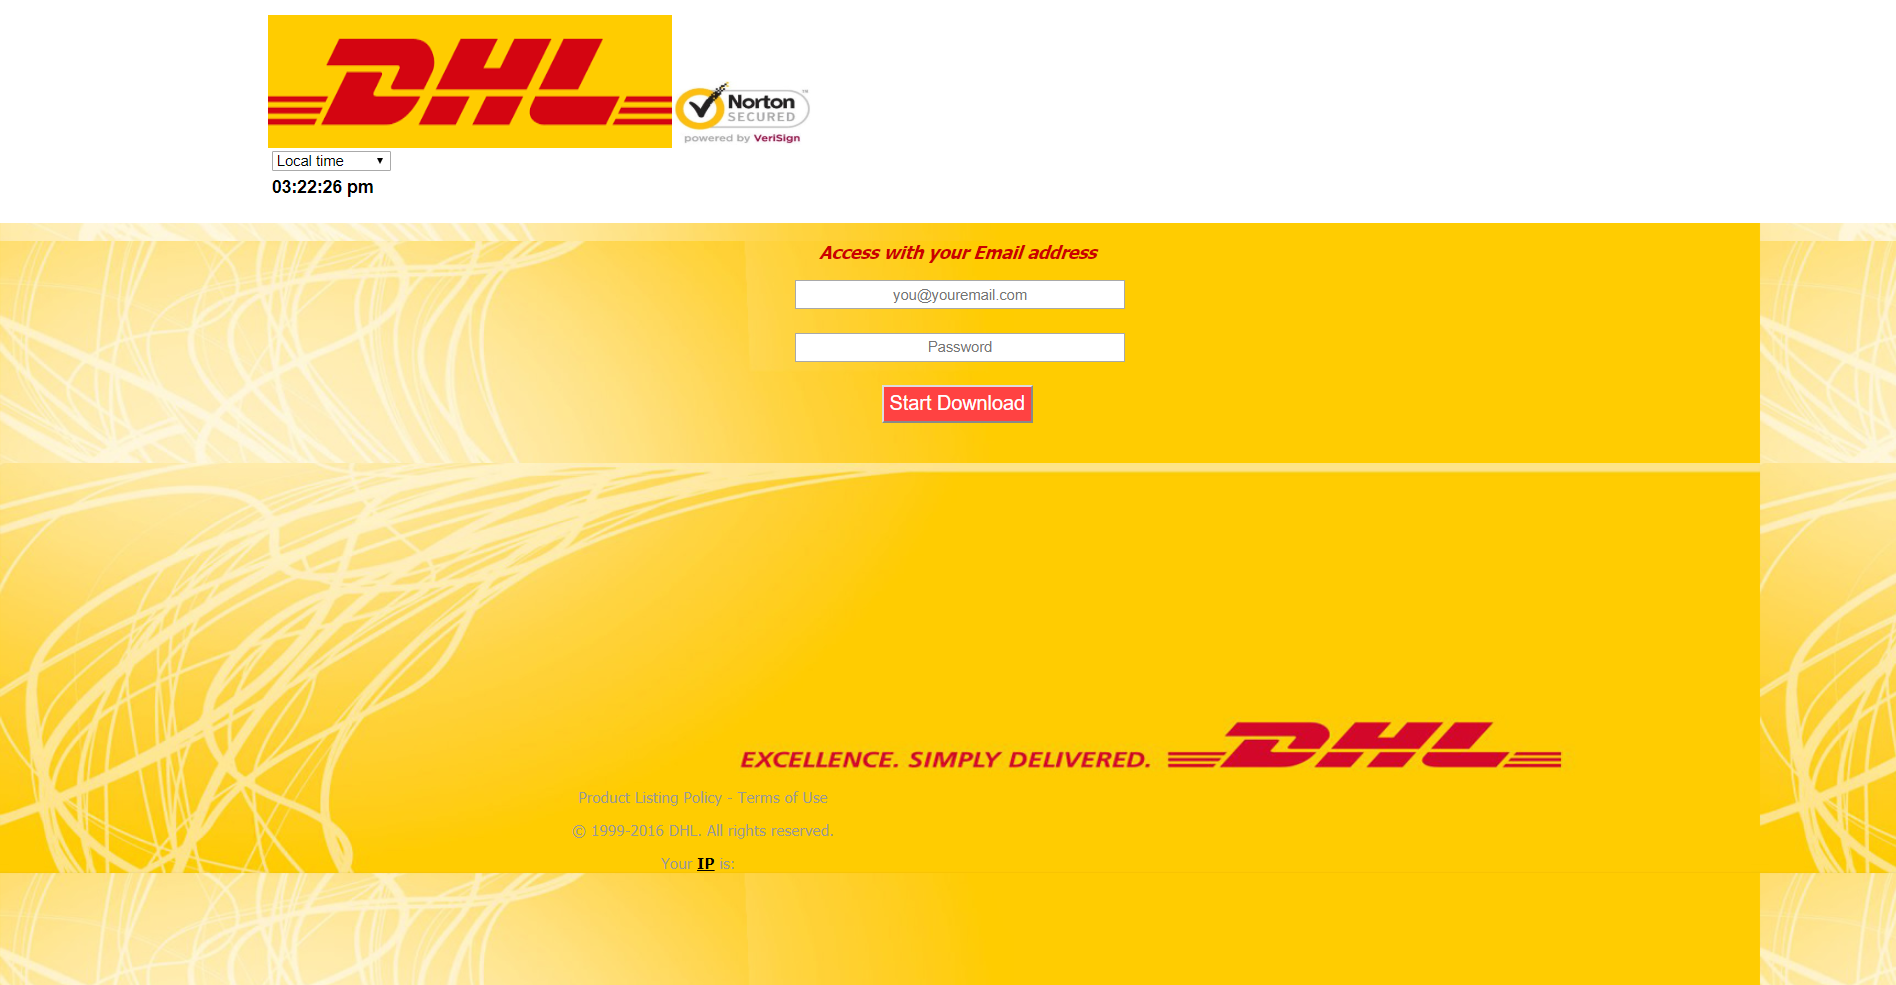 DHL
Norton
SECURED
powered by VeriSign
Local time
03:22:26 pm
Access with your Email address
you@youremail.com
Password
Start Download
EXCELLENCE. SIMPLY DELIVERED. DHL
Product Listing Policy - Terms of Use
© 1999-2016 DHL. All rights reserved.
Your IP is: